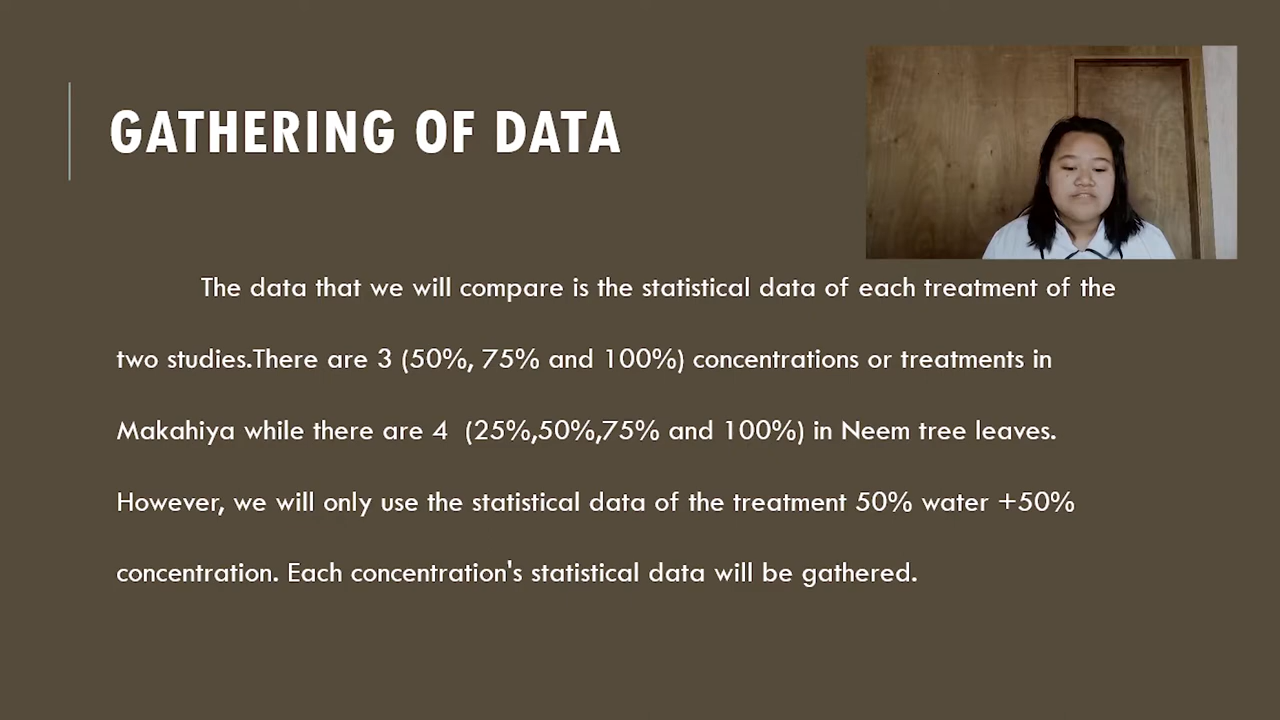 GATHERING OF DATA
The data that we will compare is the statistical data of each treatment of the
two studies.There are 3 (50%, 75% and 100%) concentrations or treatments in
Makahiya while there are 4  (25%,50%,75% and 100%) in Neem tree leaves.
However, we will only use the statistical data of the treatment 50% water +50%
concentration. Each concentration's statistical data will be gathered.